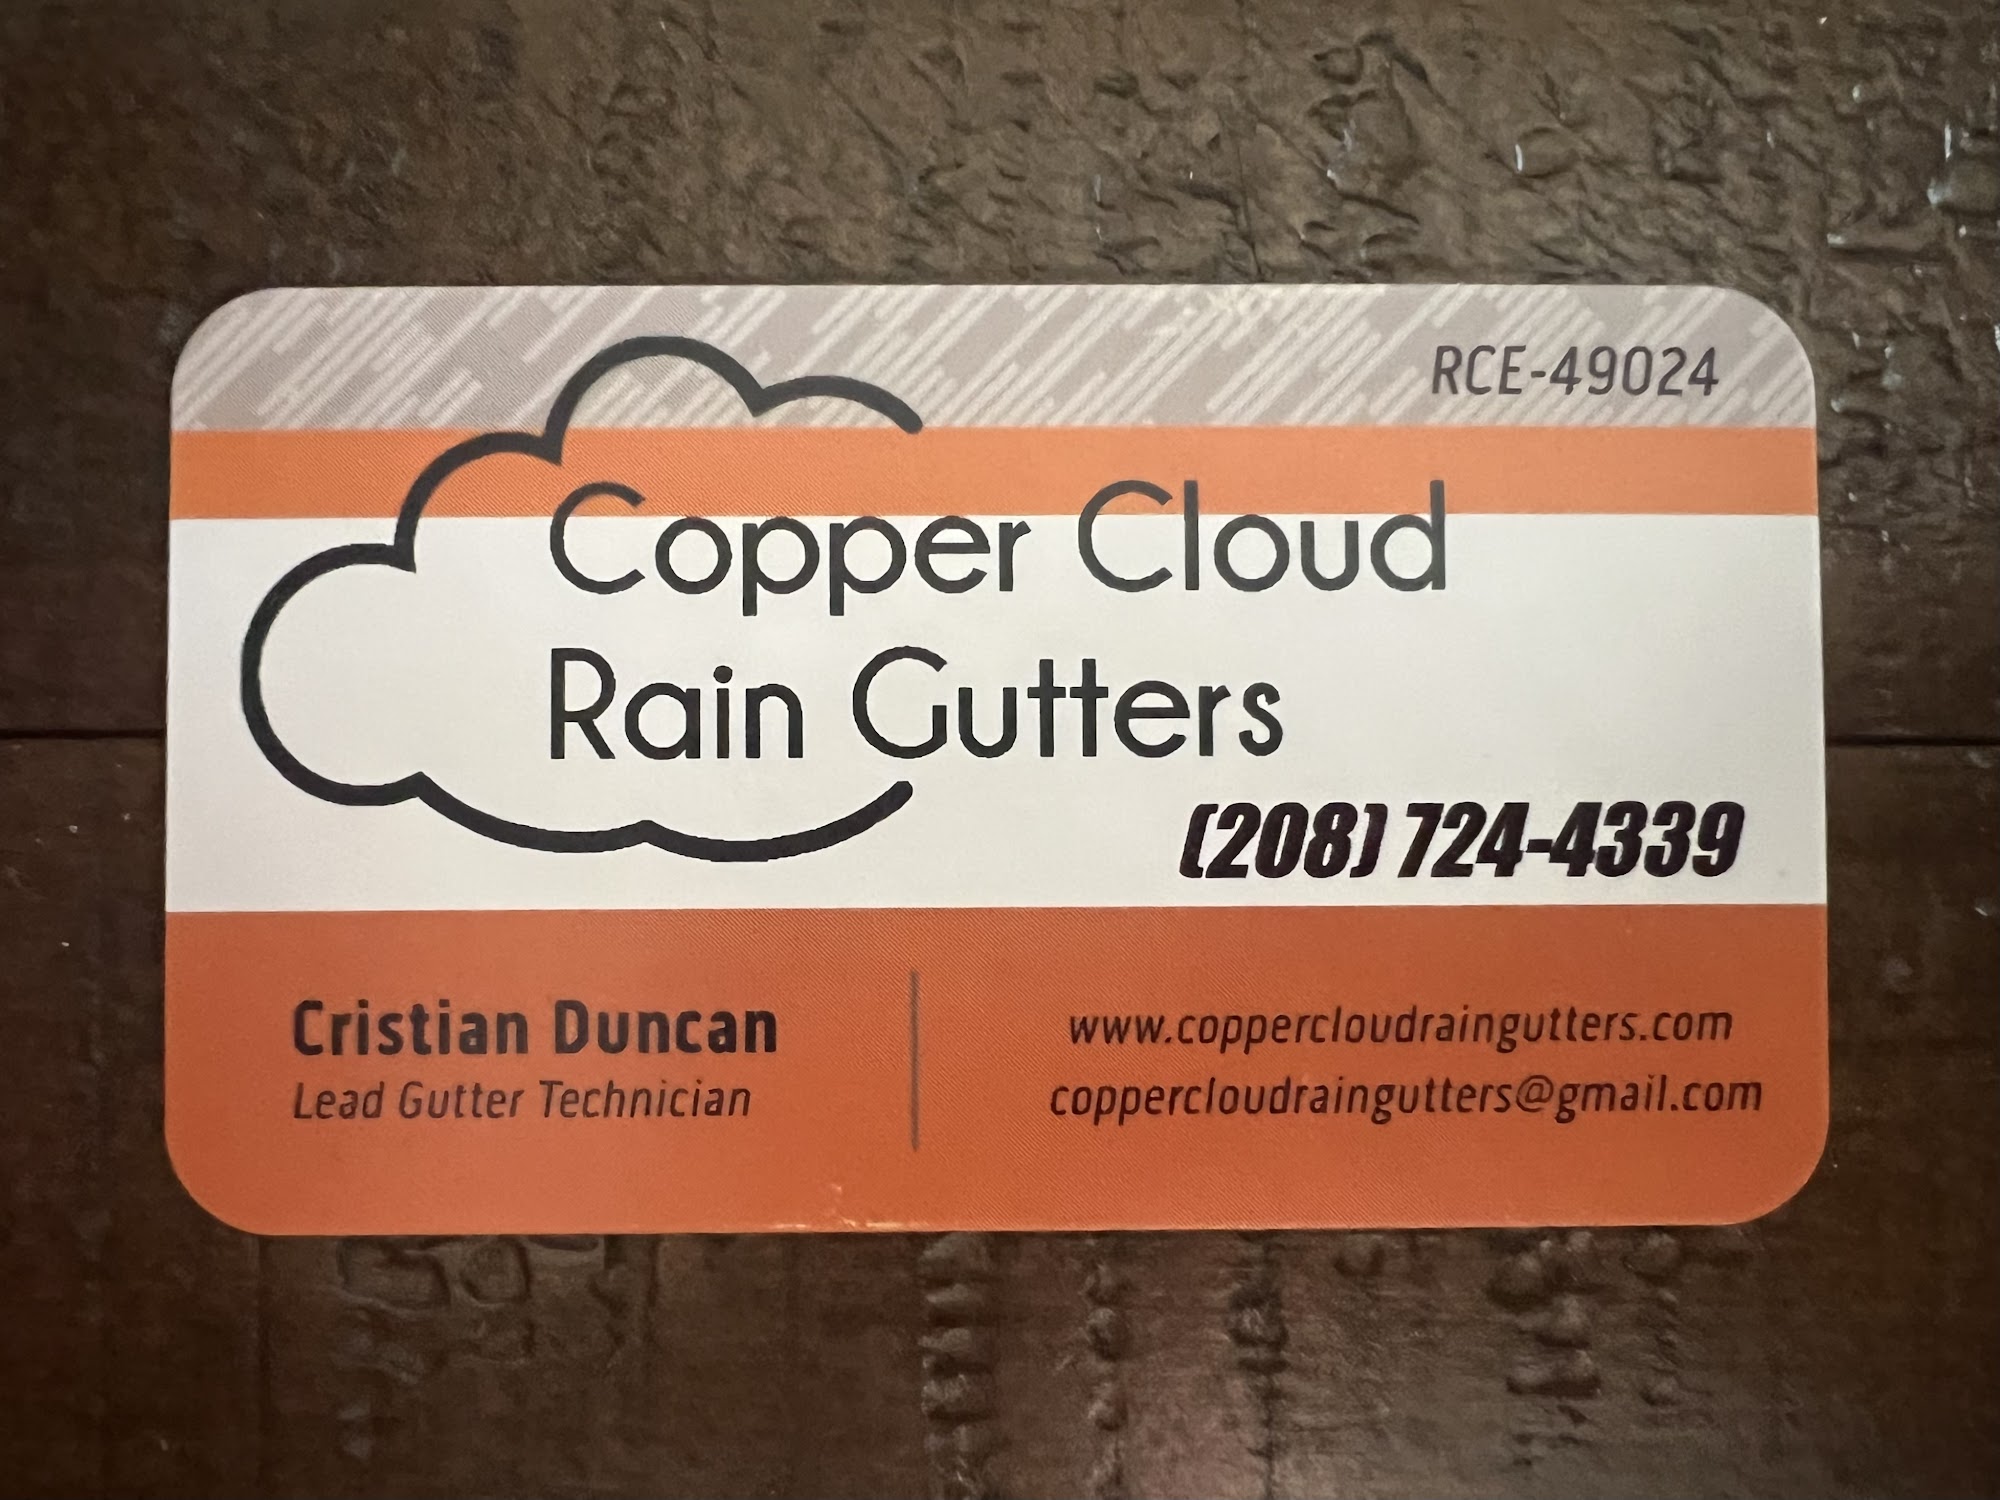 RCE-49024
Copper Cloud
Rain Gutters
(208) 724-4339
Cristian Duncan
Lead Gutter Technician
www.coppercloudraingutters.com
coppercloudraingutters@gmail.com